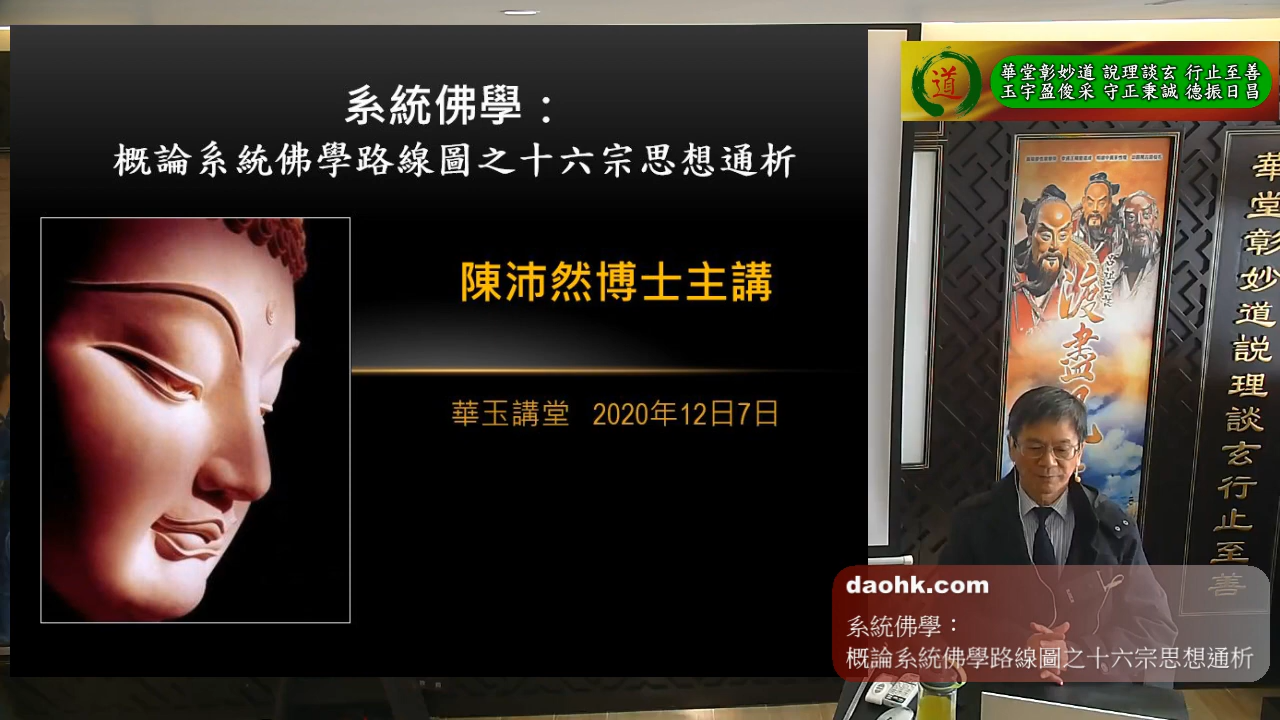 系統佛學：
概論系統佛學路線圖之十六宗思想通析
陳沛然博士主講
華玉講堂 2020年12日7日
道
華堂彰妙道 說理談玄 行止至善
玉宇盈俊采 守正秉誠 德振日昌
渡盡
華堂彰妙道說理談玄行止至善
daohk.com
系統佛學：
概論系統佛學路線圖之十六宗思想通析